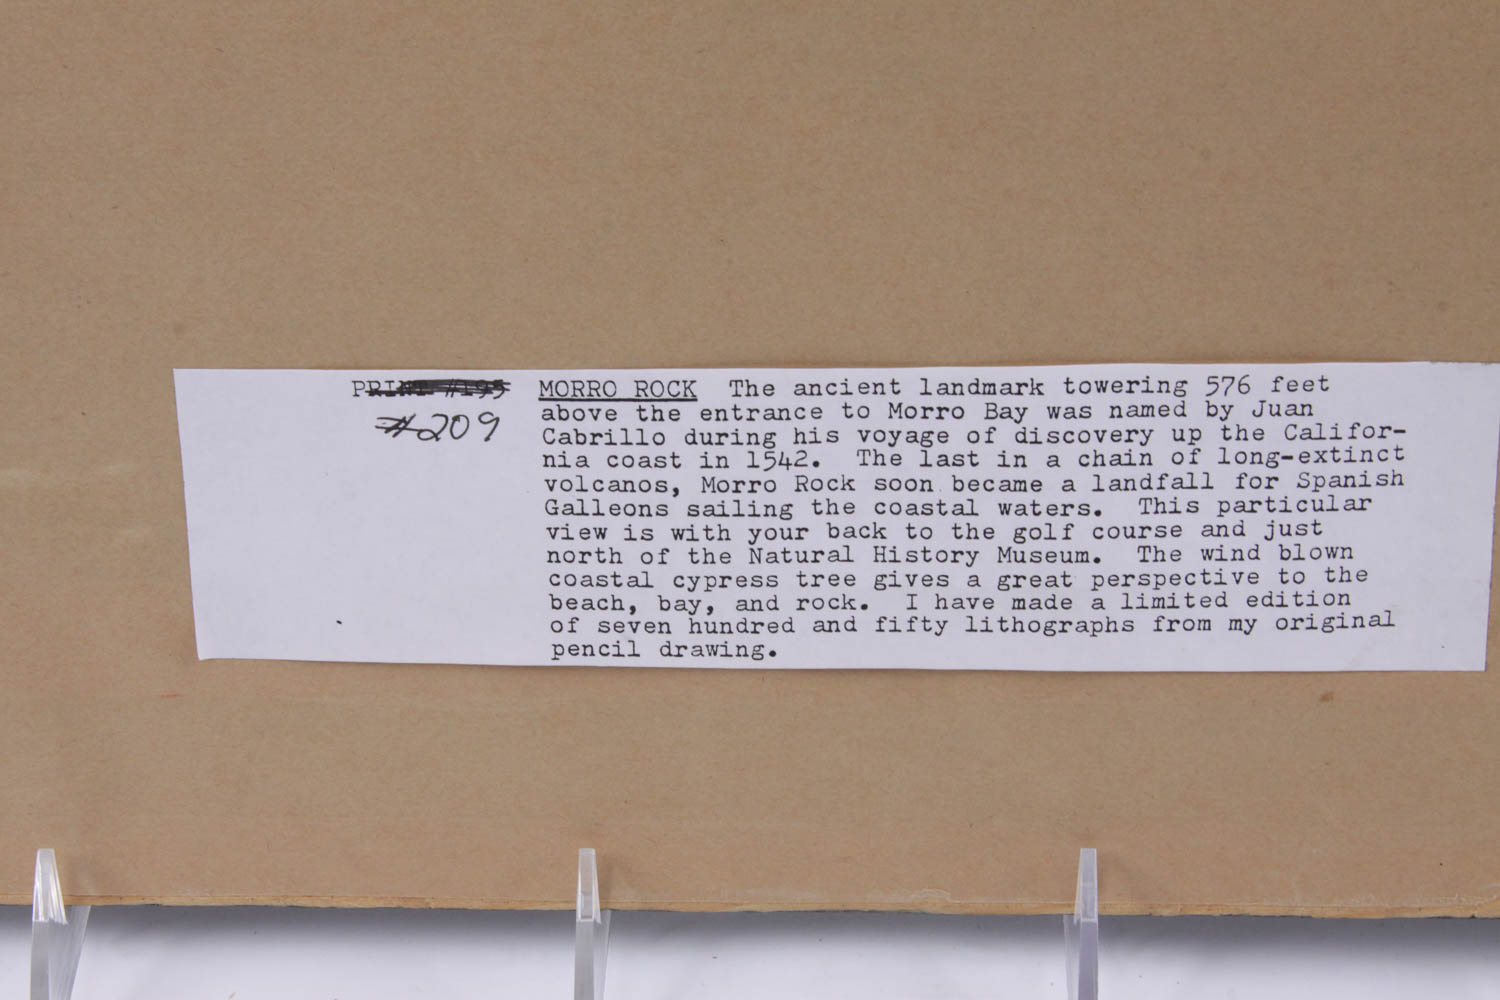 PRINT #195 MORRO ROCK The ancient landmark towering 576 feet
#209 above the entrance to Morro Bay was named by Juan
Cabrillo during his voyage of discovery up the Califor-
nia coast in 1542. The last in a chain of long-extinct
volcanos, Morro Rock soon became a landfall for Spanish
Galleons sailing the coastal waters. This particular
view is with your back to the golf course and just
north of the Natural History Museum. The wind blown
coastal cypress tree gives a great perspective to the
beach, bay, and rock. I have made a limited edition
of seven hundred and fifty lithographs from my original
pencil drawing.